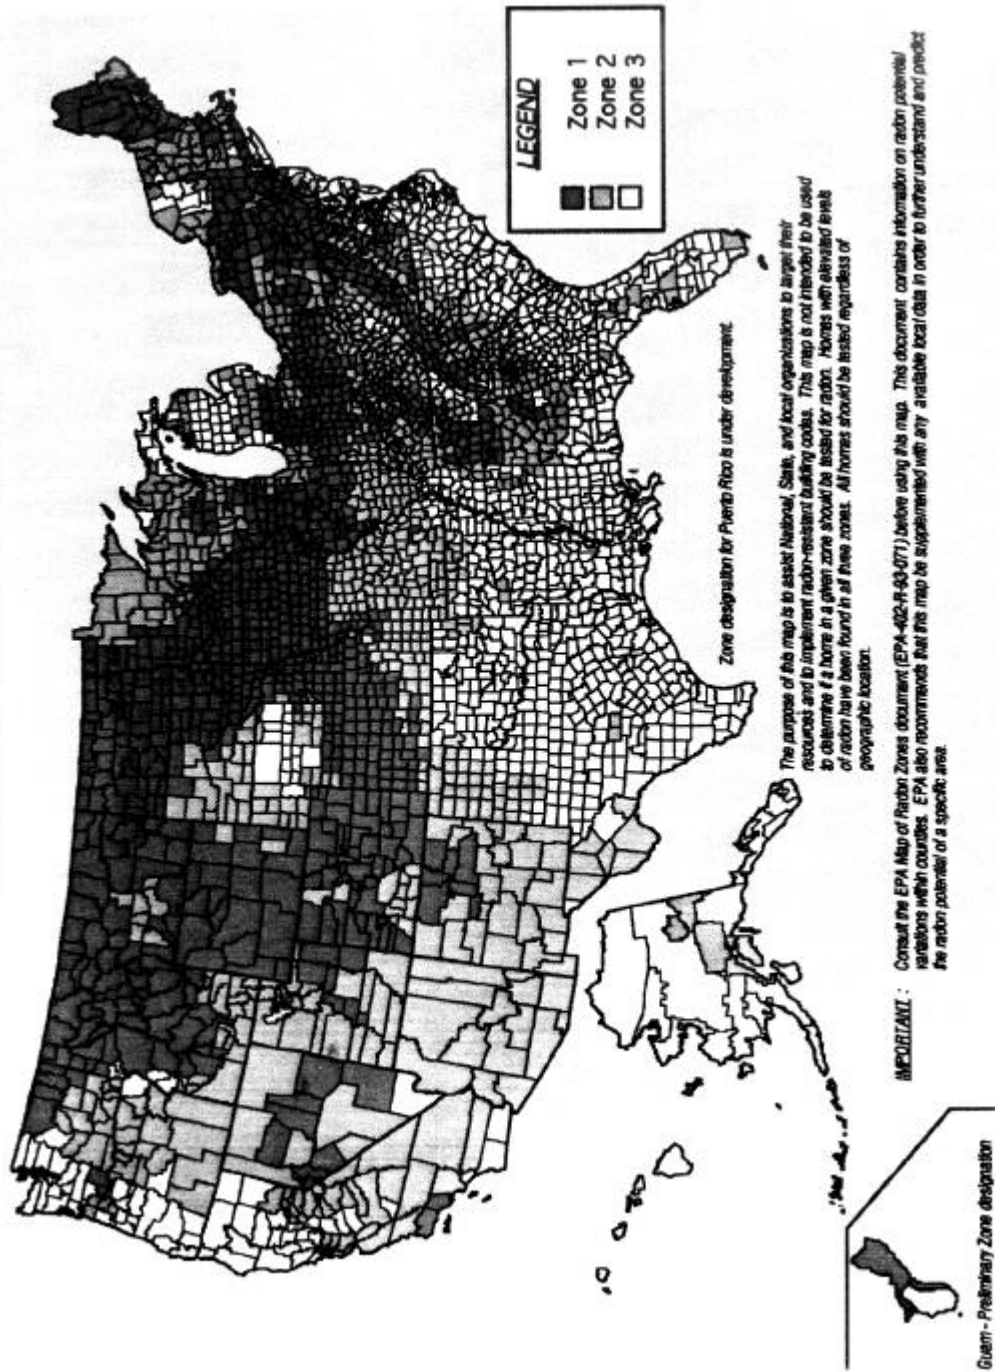 LEGEND
Zone 1
Zone 2
Zone 3
Zone designation for Puerto Rico is under development.
The purpose of this map is to assist National, State, and local organizations to target their
resources and to implement radon-resistant building codes. This map is not intended to be used
to determine if a home in a given zone should be tested for radon. Homes with elevated levels
of radon have been found in all three zones. All homes should be tested regardless of
geographic location.
IMPORTANT : Consult the EPA Map of Radon Zones document (EPA-402-R-93-071) before using this map. This document contains information on radon potential
variations within counties. EPA also recommends that this map be supplemented with any available local data in order to further understand and predict
the radon potential of a specific area.
Guam - Preliminary Zone designation